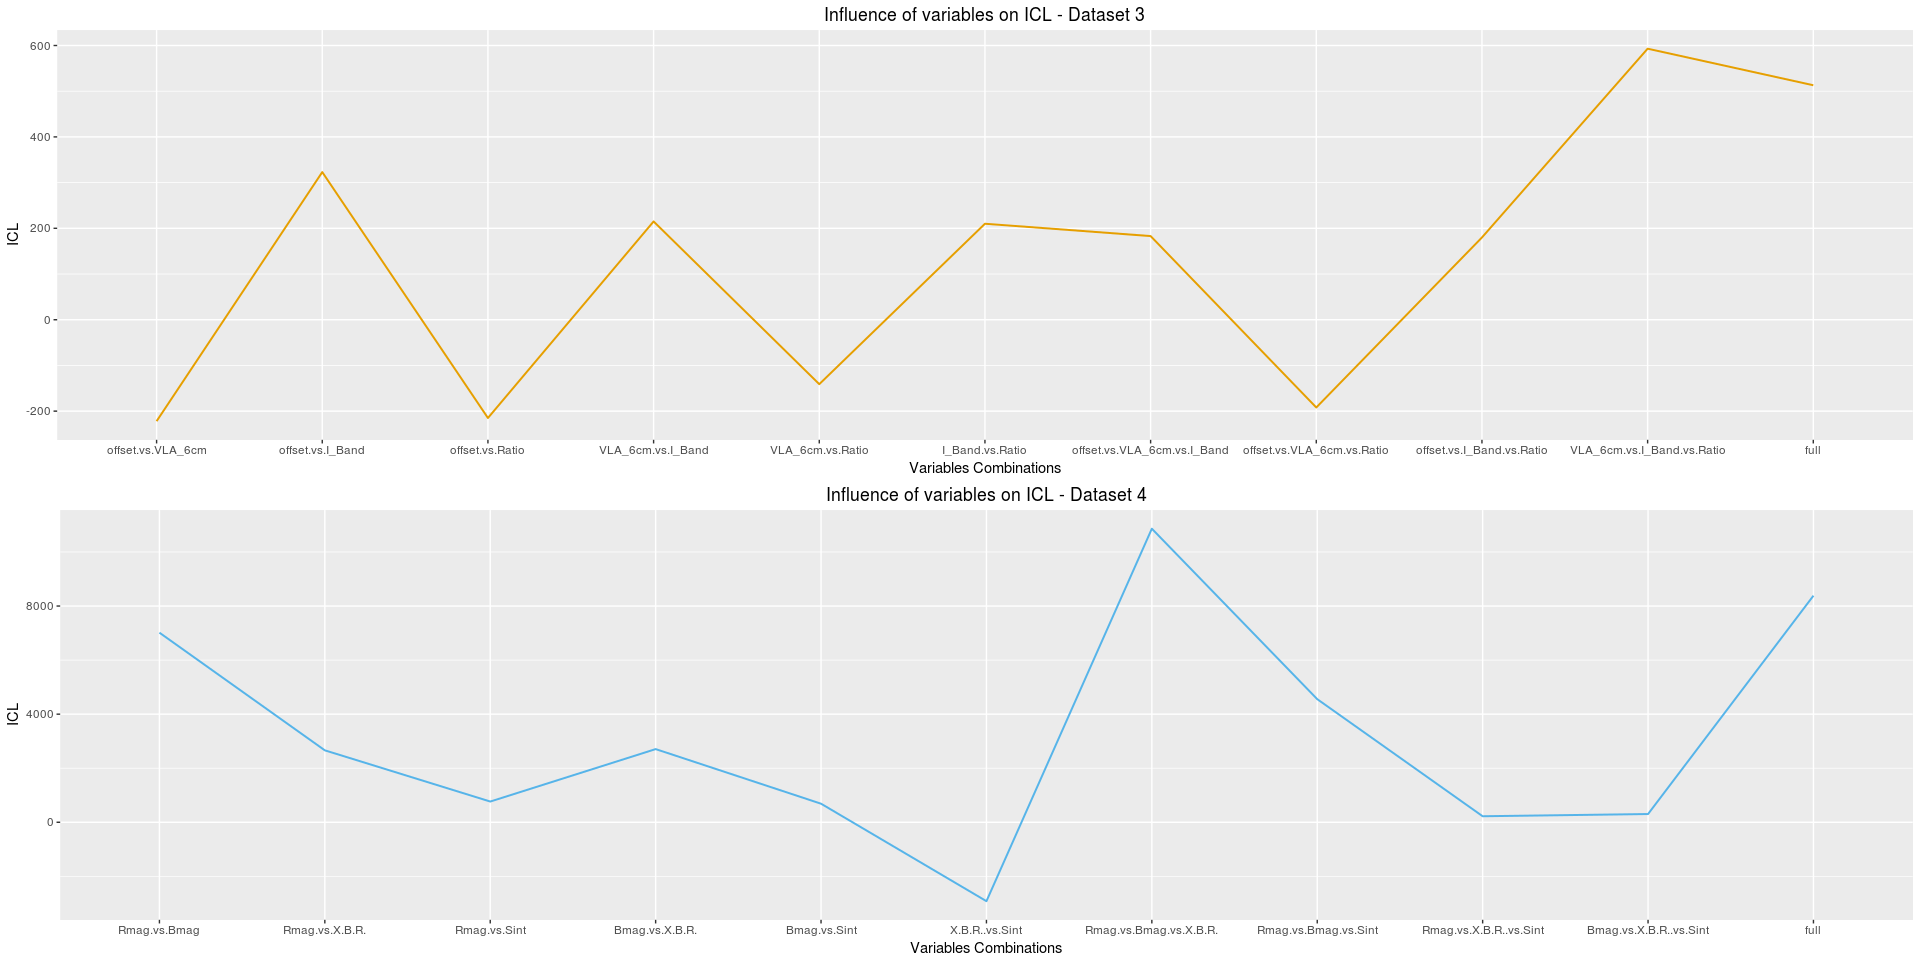 Influence of variables on ICL - Dataset 3
ICL
600
400
200
0
-200
offset.vs.VLA_6cm offset.vs.I_Band offset.vs.Ratio VLA_6cm.vs.I_Band VLA_6cm.vs.Ratio I_Band.vs.Ratio offset.vs.VLA_6cm.vs.I_Band offset.vs.VLA_6cm.vs.Ratio offset.vs.I_Band.vs.Ratio VLA_6cm.vs.I_Band.vs.Ratio full
Variables Combinations
Influence of variables on ICL - Dataset 4
ICL
8000
4000
0
Rmag.vs.Bmag Rmag.vs.X.B.R. Rmag.vs.Sint Bmag.vs.X.B.R. Bmag.vs.Sint X.B.R..vs.Sint Rmag.vs.Bmag.vs.X.B.R. Rmag.vs.Bmag.vs.Sint Rmag.vs.X.B.R..vs.Sint Bmag.vs.X.B.R..vs.Sint full
Variables Combinations